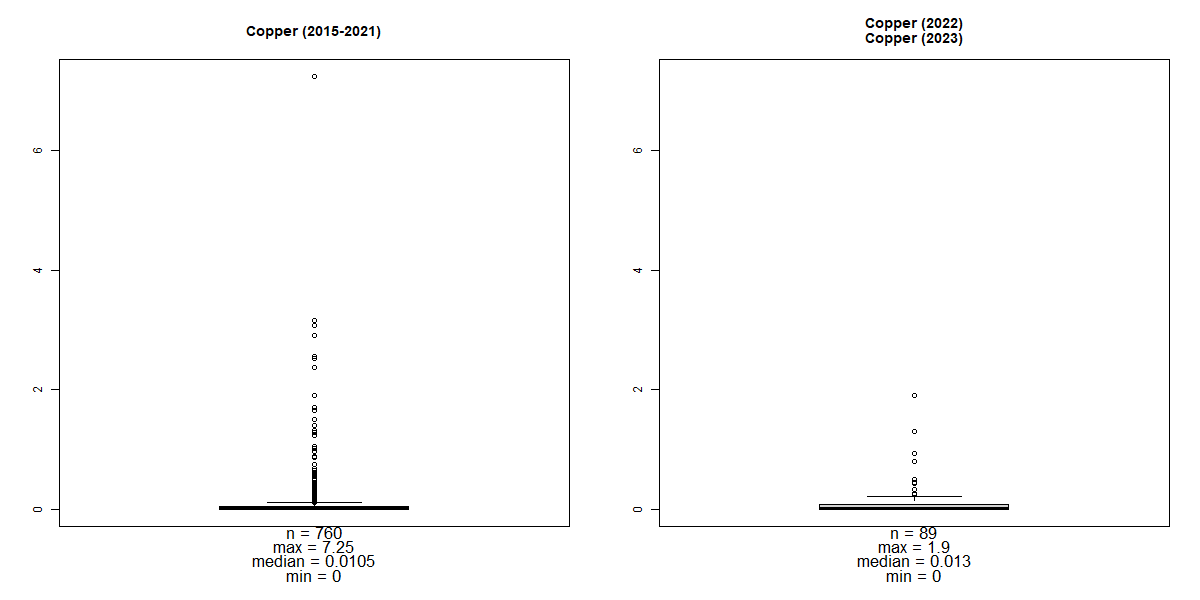 Copper (2015-2021)
6
4
2
0
n = 760
max = 7.25
median = 0.0105
min = 0
Copper (2022)
Copper (2023)
6
4
2
0
n = 89
max = 1.9
median = 0.013
min = 0